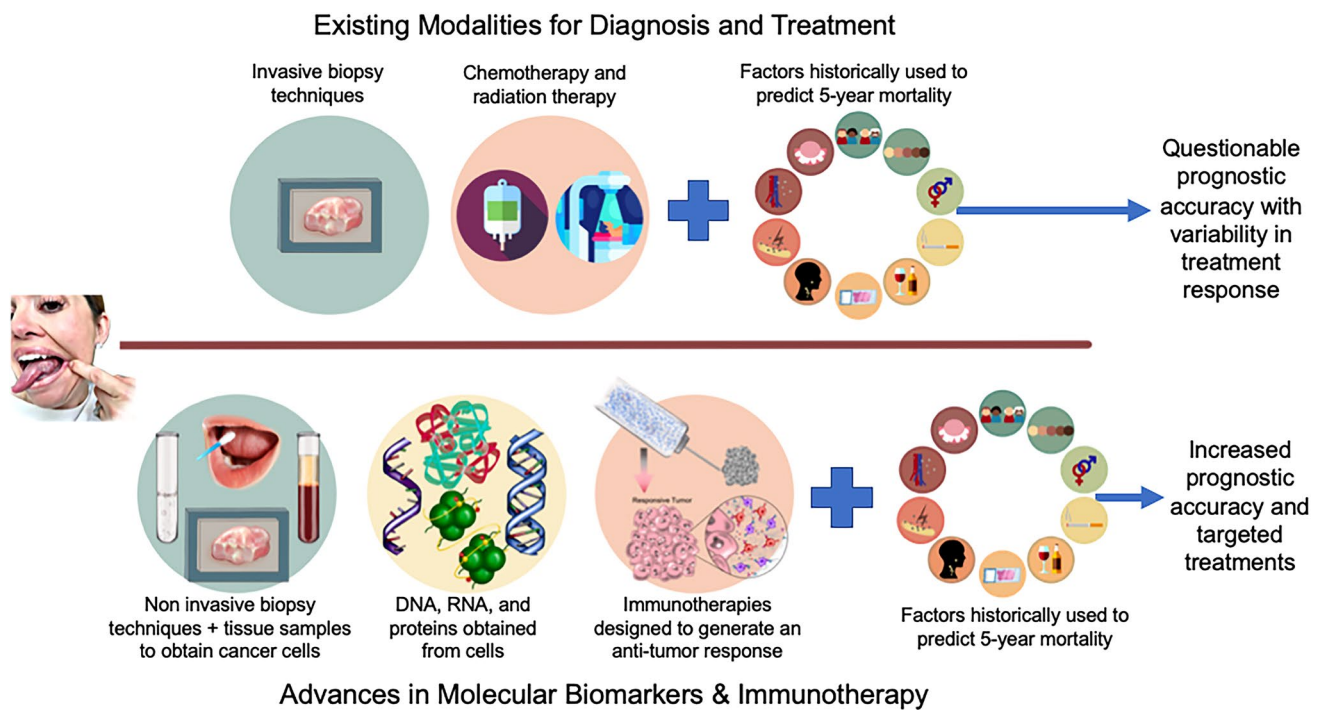 Existing Modalities for Diagnosis and Treatment
Invasive biopsy
techniques
Chemotherapy and
radiation therapy
Factors historically used to
predict 5-year mortality
Questionable
prognostic
accuracy with
variability in
treatment
response
Responsive Tumor
Non invasive biopsy
techniques + tissue samples
to obtain cancer cells
DNA, RNA, and
proteins obtained
from cells
Immunotherapies
designed to generate an
anti-tumor response
Factors historically used to
predict 5-year mortality
Increased
prognostic
accuracy and
targeted
treatments
Advances in Molecular Biomarkers & Immunotherapy